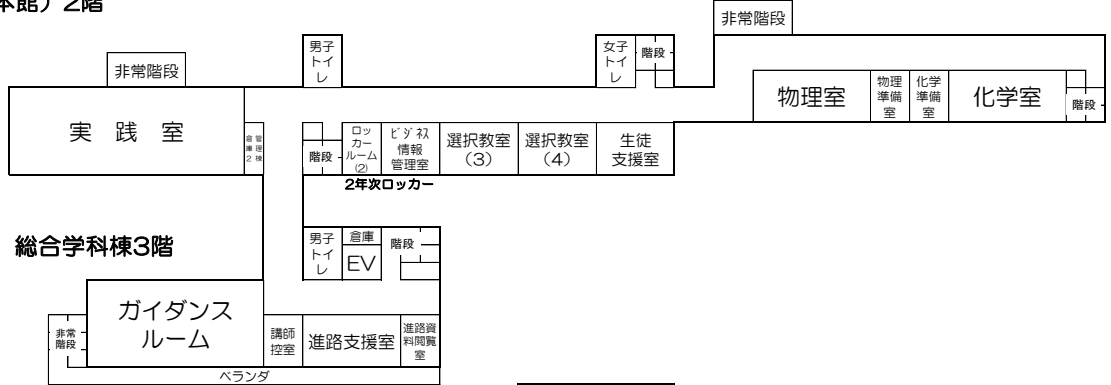 本館）2階
非常階段
男子
トイ
レ
女子
トイ
レ
階段
非常階段
実践室
倉庫2
管理棟
階段
ロッ
カー
ルーム
(2)
ビジネス
情報
管理室
選択教室
(3)
選択教室
(4)
生徒
支援室
物理室
物理
準備
室
化学
準備
室
化学室
階段
2年次ロッカー
総合学科棟3階
男子
トイ
レ
倉庫
EV
階段
ガイダンス
ルーム
非常
階段
講師
控室
進路支援室
進路資
料閲覧
室
ベランダ